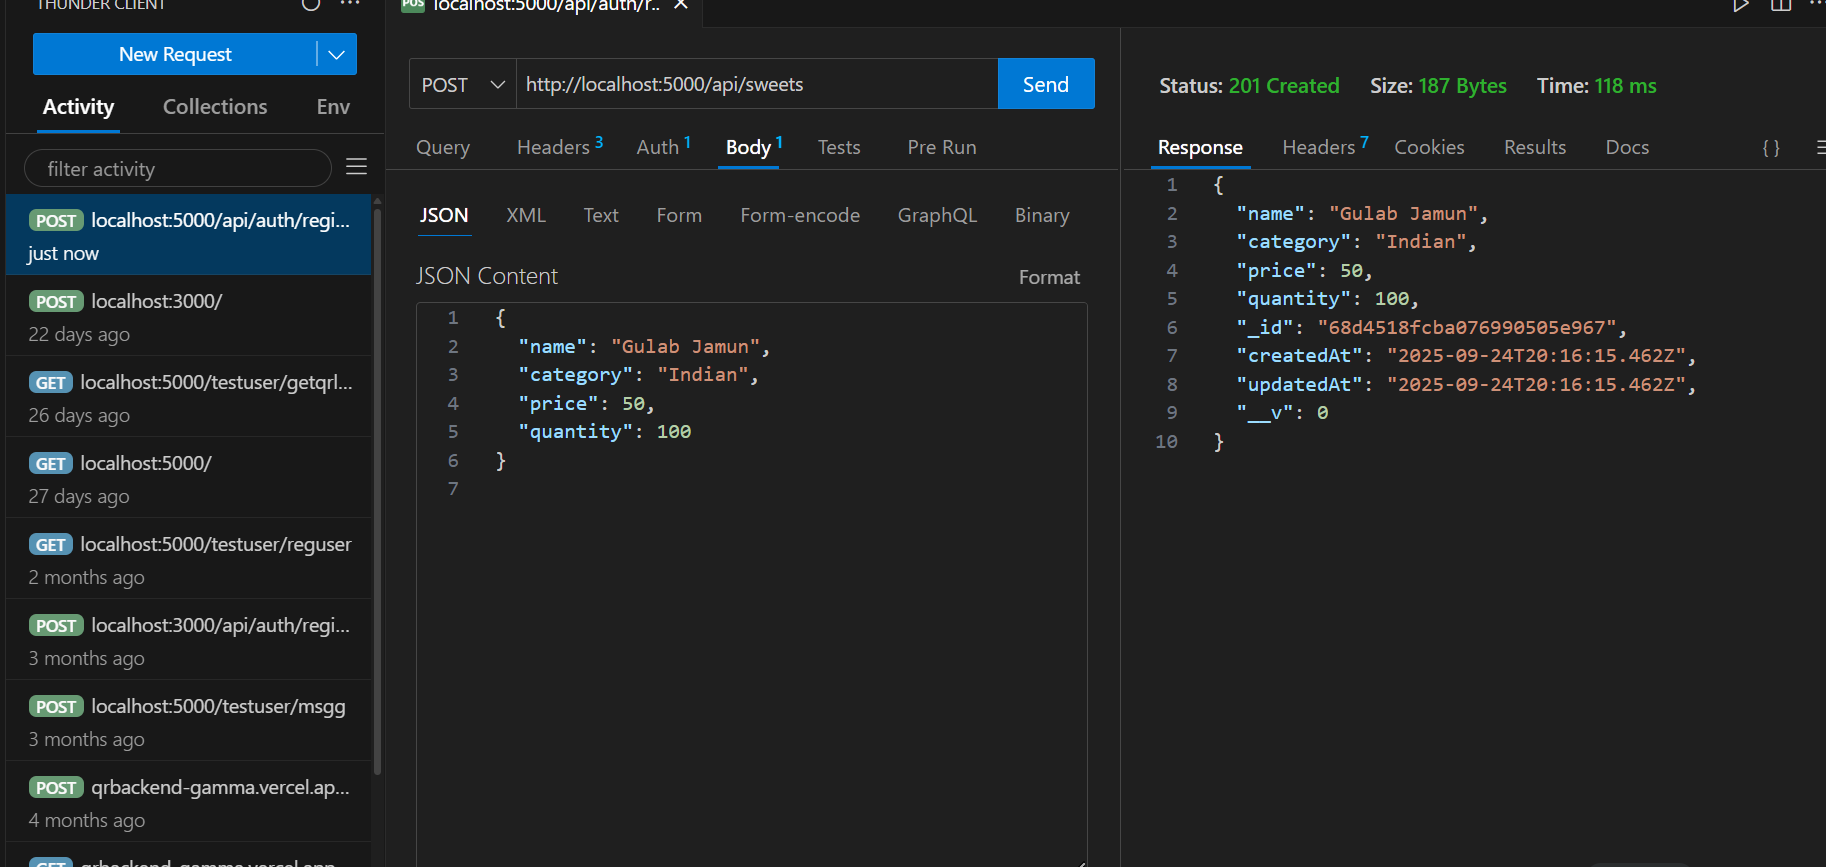 THUNDER CLIENT
New Request
Activity Collections Env
filter activity
POST localhost:5000/api/auth/regi...
just now
POST localhost:3000/
22 days ago
GET localhost:5000/testuser/getqrl...
26 days ago
GET localhost:5000/
27 days ago
GET localhost:5000/testuser/reguser
2 months ago
POST localhost:3000/api/auth/regi...
3 months ago
POST localhost:5000/testuser/msgg
3 months ago
POST qrbackend-gamma.vercel.ap...
4 months ago
GET qrbackend-gamma.vercel.app...
POS localhost:5000/api/auth/r..
POST http://localhost:5000/api/sweets Send
Query Headers 3 Auth 1 Body 1 Tests Pre Run
JSON XML Text Form Form-encode GraphQL Binary
JSON Content Format
1 {
2 "name": "Gulab Jamun",
3 "category": "Indian",
4 "price": 50,
5 "quantity": 100
6 }
7
Status: 201 Created Size: 187 Bytes Time: 118 ms
Response Headers 7 Cookies Results Docs { }
1 {
2 "name": "Gulab Jamun",
3 "category": "Indian",
4 "price": 50,
5 "quantity": 100,
6 "_id": "68d4518fcba076990505e967",
7 "createdAt": "2025-09-24T20:16:15.462Z",
8 "updatedAt": "2025-09-24T20:16:15.462Z",
9 "__v": 0
10 }